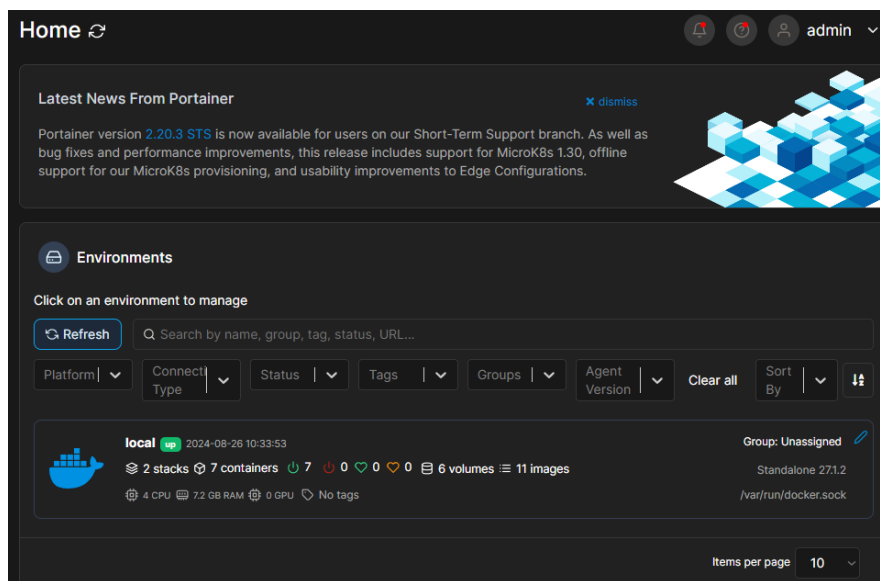 Home
admin
Latest News From Portainer
dismiss
Portainer version 2.20.3 STS is now available for users on our Short-Term Support branch. As well as
bug fixes and performance improvements, this release includes support for MicroK8s 1.30, offline
support for our MicroK8s provisioning, and usability improvements to Edge Configurations.
Environments
Click on an environment to manage
Refresh
Search by name, group, tag, status, URL...
Platform
Connecti
Type
Status
Tags
Groups
Agent
Version
Clear all
Sort
By
local up 2024-08-26 10:33:53
Group: Unassigned
2 stacks 7 containers 7 0 0 0 6 volumes 11 images
Standalone 27.1.2
4 CPU 7.2 GB RAM 0 GPU No tags
/var/run/docker.sock
Items per page 10